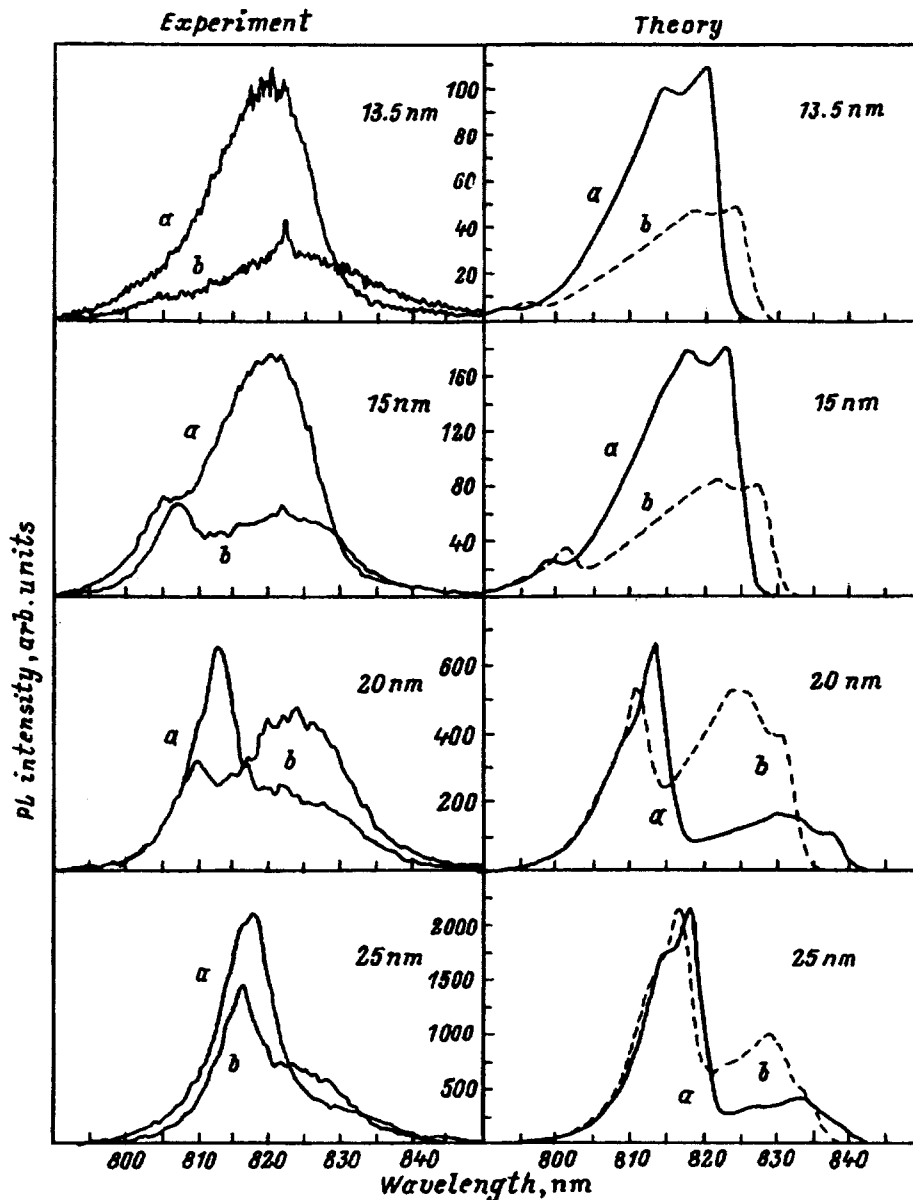 Experiment
Theory
13.5 nm
a
b
100
80
60
40
20
13.5 nm
a
b
15 nm
a
b
160
120
80
40
15 nm
a
b
20 nm
a
b
600
400
200
20 nm
a
b
25 nm
a
b
2000
1500
1000
500
25 nm
a
b
PL intensity, arb. units
800 810 820 830 840
800 810 820 830 840
Wavelength, nm